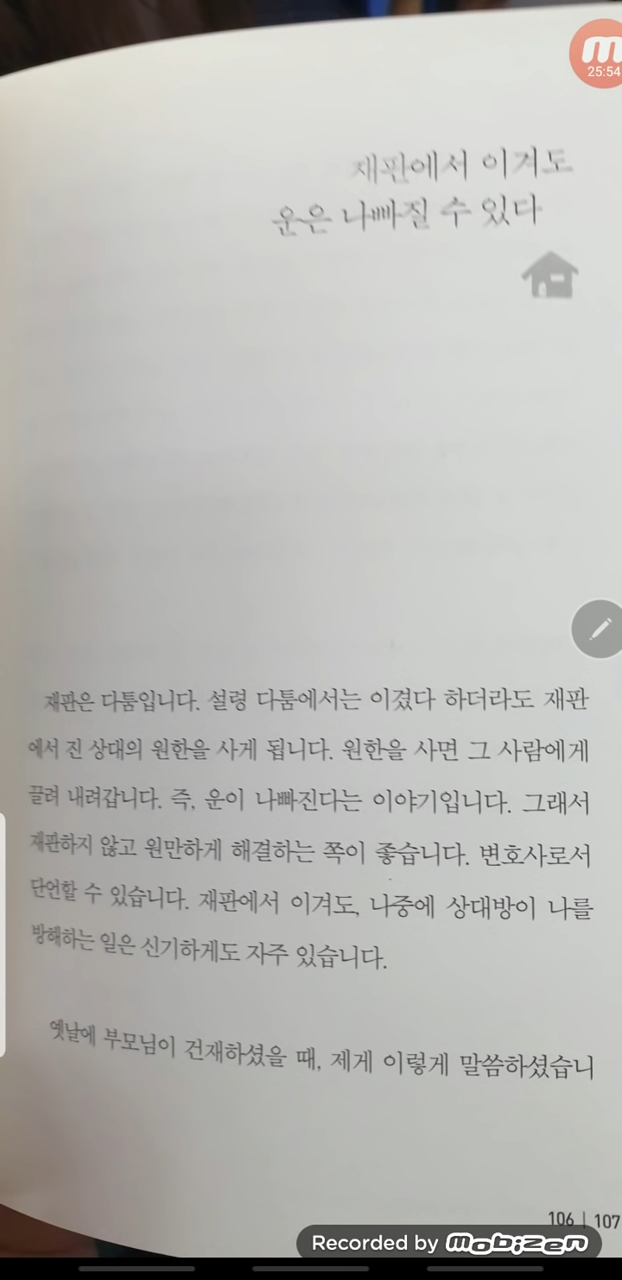 25:54
재판에서 이겨도
운은 나빠질 수 있다
재판은 다툼입니다. 설령 다툼에서는 이겼다 하더라도 재판
에서 진 상대의 원한을 사게 됩니다. 원한을 사면 그 사람에게
끌려 내려갑니다. 즉, 운이 나빠진다는 이야기입니다. 그래서
재판하지 않고 원만하게 해결하는 쪽이 좋습니다. 변호사로서
단언할 수 있습니다. 재판에서 이겨도, 나중에 상대방이 나를
방해하는 일은 신기하게도 자주 있습니다.
옛날에 부모님이 건재하셨을 때, 제게 이렇게 말씀하셨습니
106 | 107
Recorded by mobizen